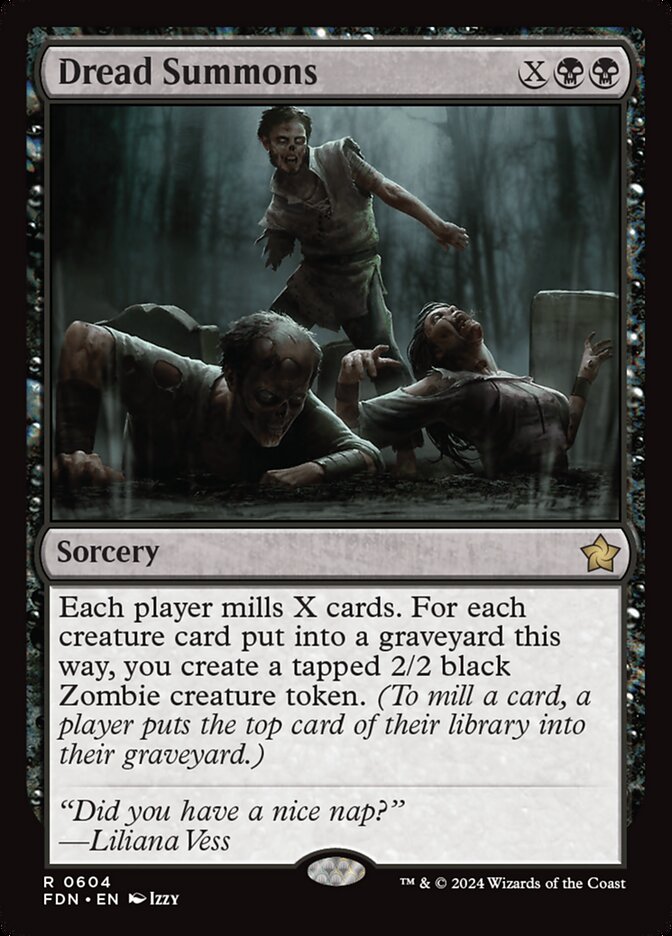 Dread Summons X
Sorcery
Each player mills X cards. For each
creature card put into a graveyard this
way, you create a tapped 2/2 black
Zombie creature token. (To mill a card, a
player puts the top card of their library into
their graveyard.)
“Did you have a nice nap?”
—Liliana Vess
R 0604
FDN • EN Izzy
™ & © 2024 Wizards of the Coast